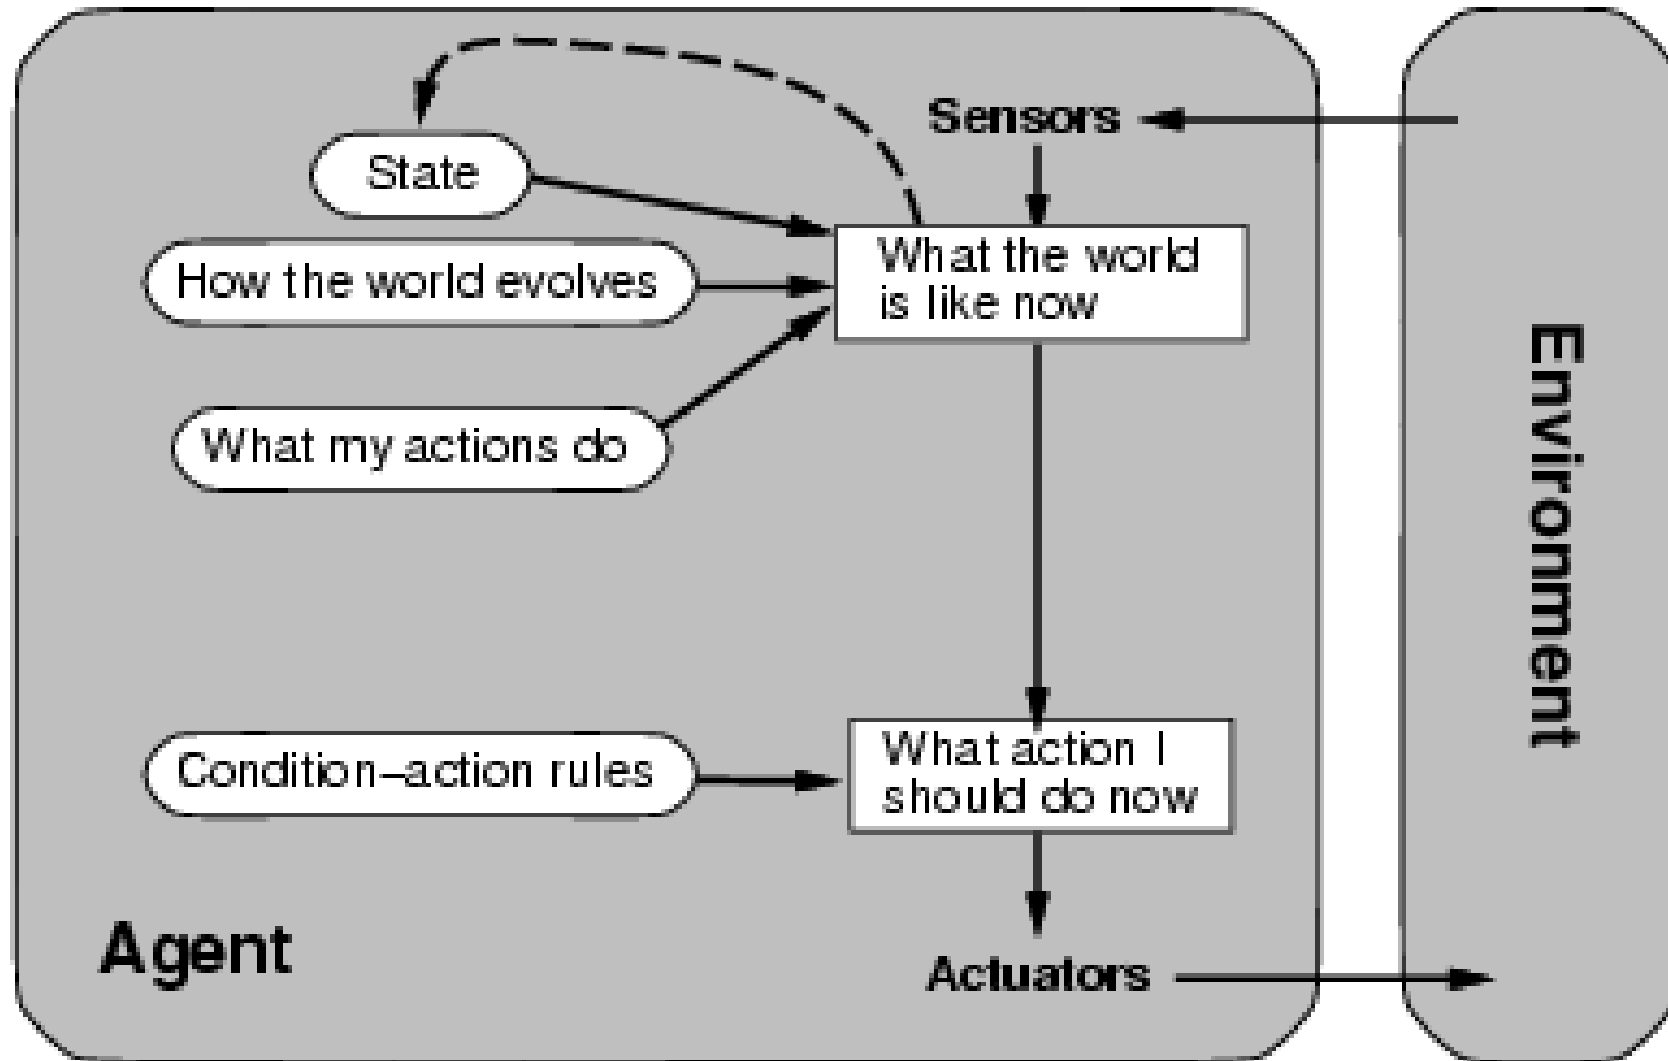 Sensors
State
What the world
is like now
How the world evolves
What my actions do
Environment
What action I
should do now
Condition–action rules
Agent
Actuators